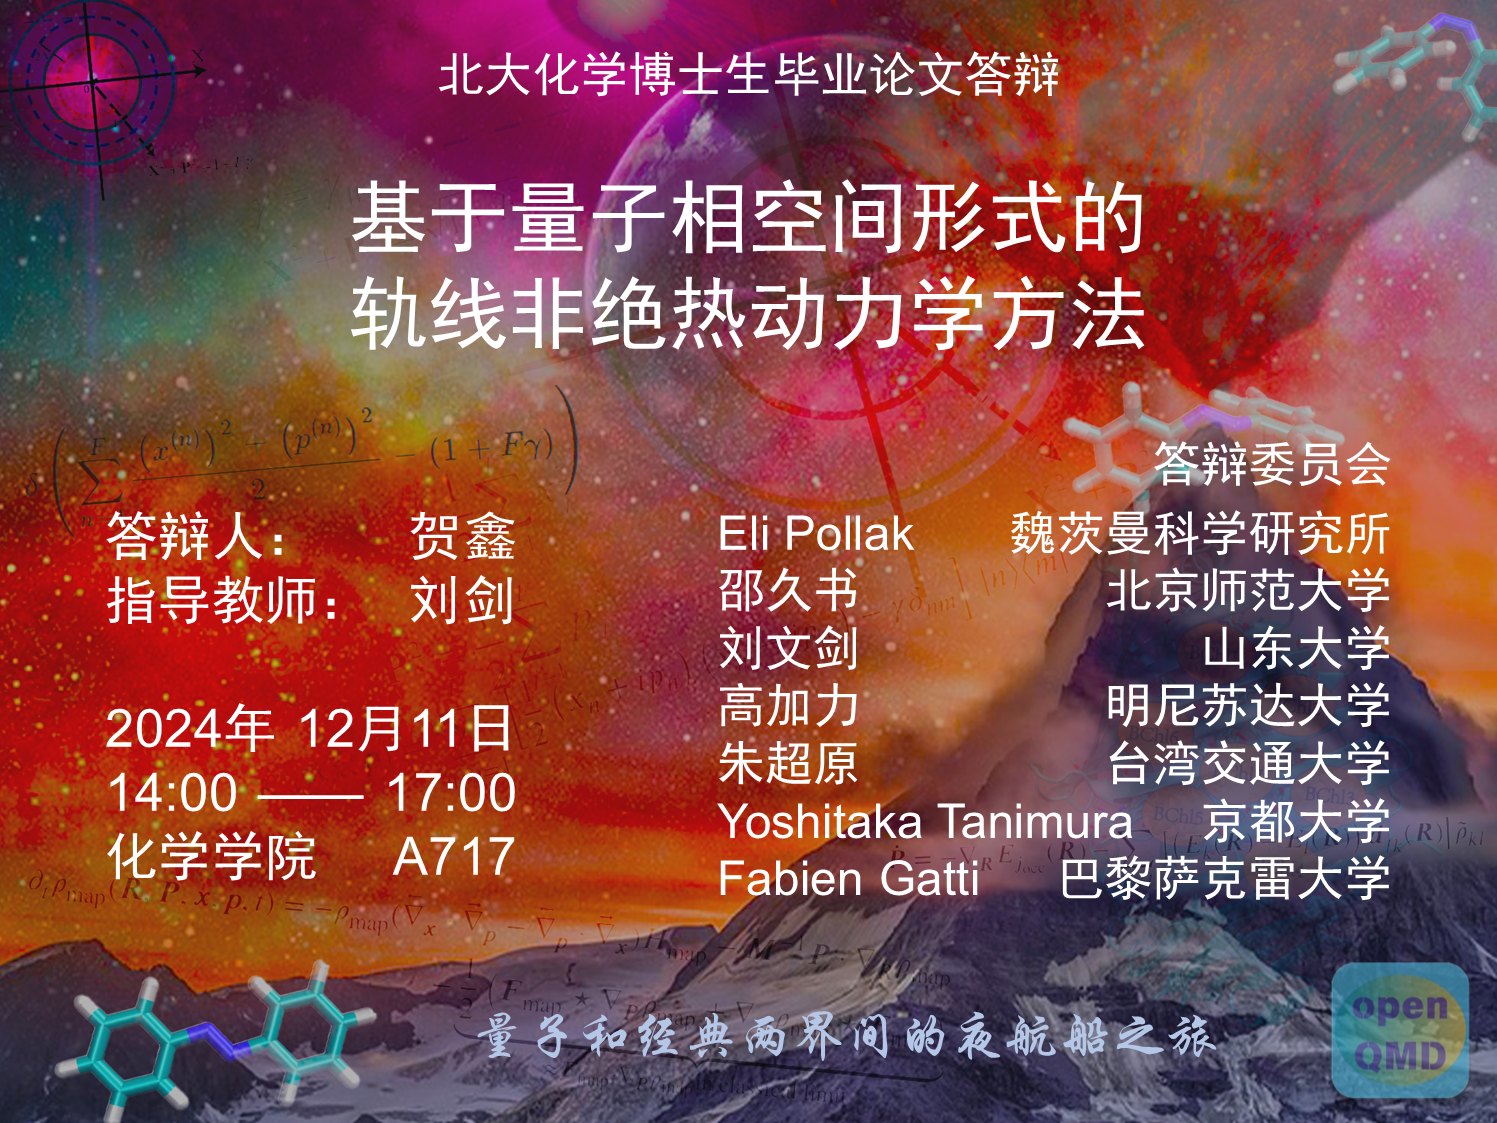 北大化学博士生毕业论文答辩
基于量子相空间形式的
轨线非绝热动力学方法
答辩人： 贺鑫
指导教师： 刘剑
2024年 12月11日
14:00 —— 17:00
化学学院 A717
答辩委员会
Eli Pollak 魏茨曼科学研究所
邵久书 北京师范大学
刘文剑 山东大学
高加力 明尼苏达大学
朱超原 台湾交通大学
Yoshitaka Tanimura 京都大学
Fabien Gatti 巴黎萨克雷大学
量子和经典两界间的夜航船之旅
open
QMD